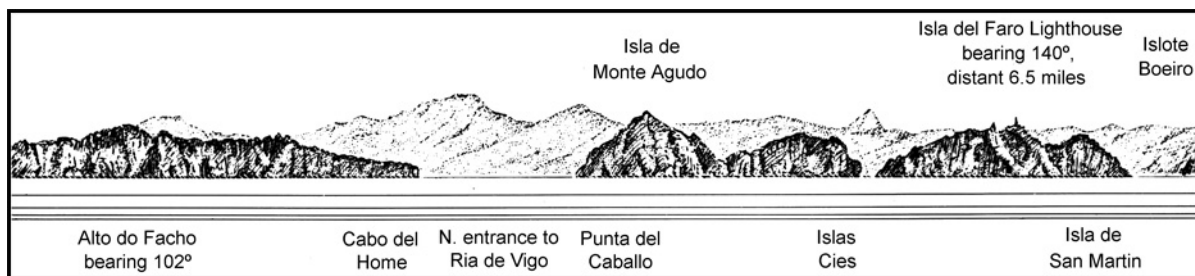 Isla de
Monte Agudo
Isla del Faro Lighthouse
bearing 140º,
distant 6.5 miles
Islote
Boeiro
Alto do Facho
bearing 102º
Cabo del
Home
N. entrance to
Ria de Vigo
Punta del
Caballo
Islas
Cies
Isla de
San Martin